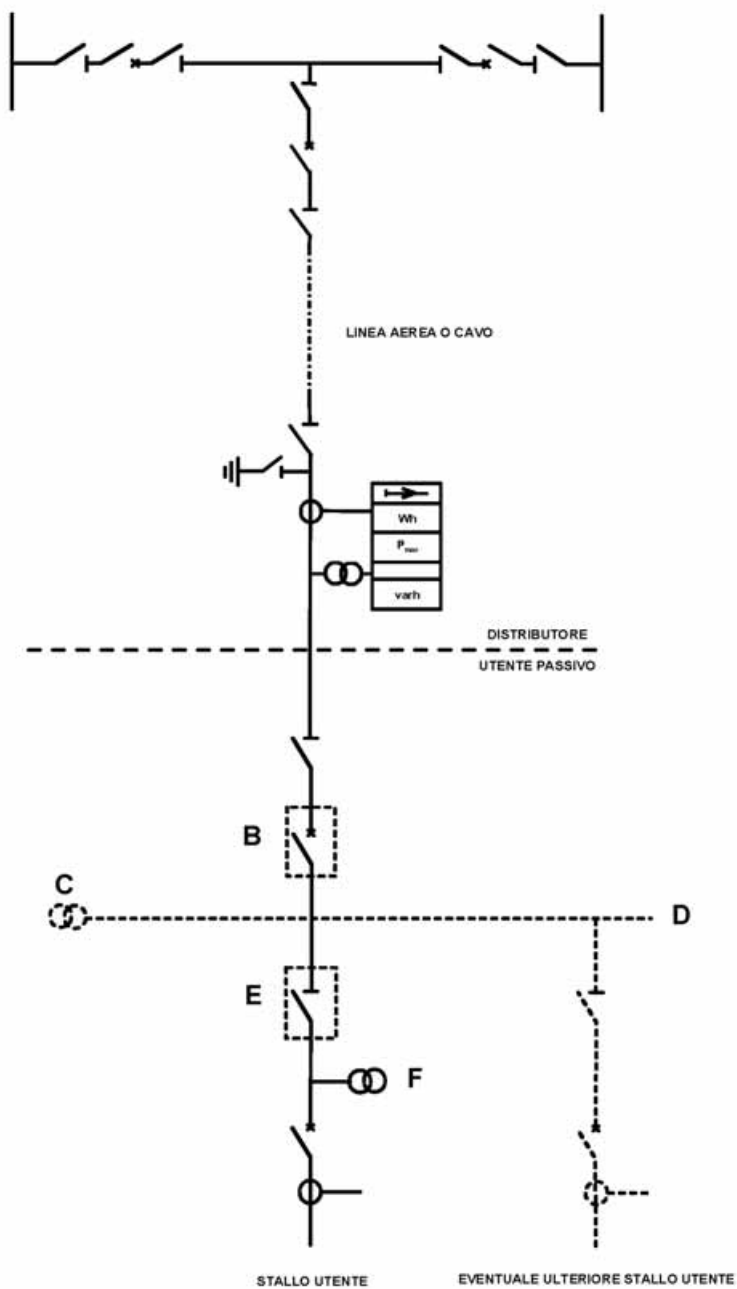 LINEA AEREA O CAVO
Wh
P
varh
DISTRIBUTORE
UTENTE PASSIVO
B
C
D
E
F
STALLO UTENTE
EVENTUALE ULTERIORE STALLO UTENTE